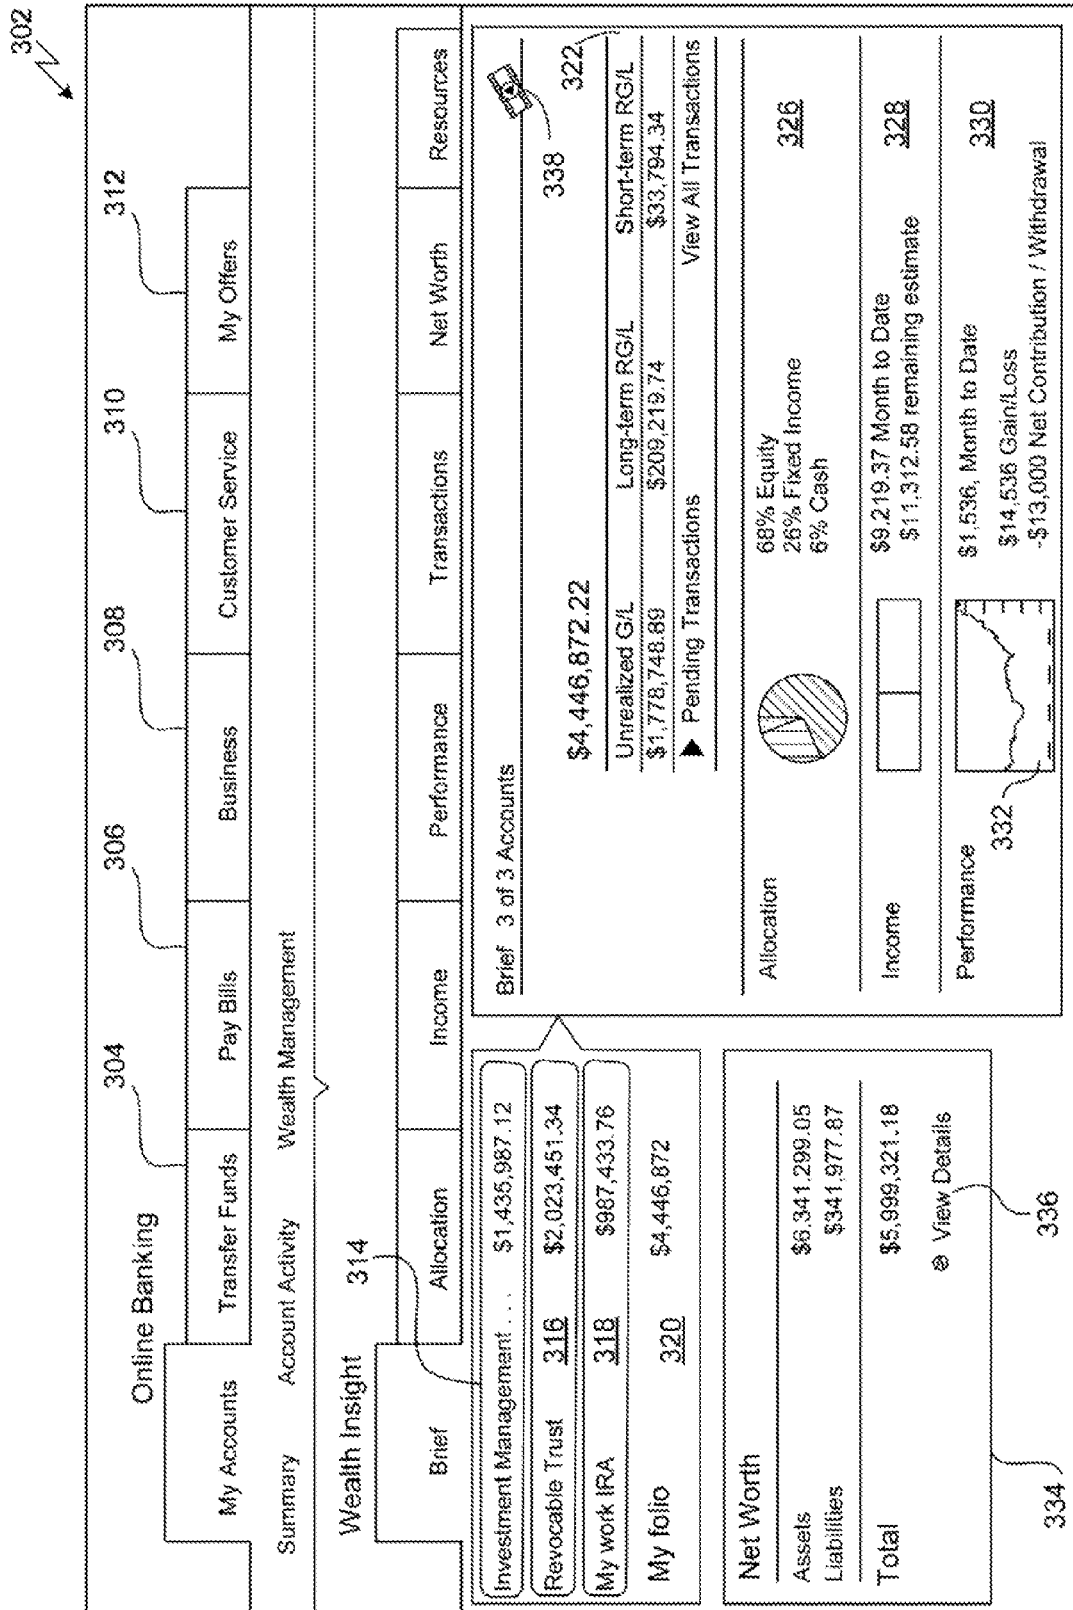 302
Online Banking
304
306
308
310
312
My Accounts
Transfer Funds
Pay Bills
Business
Customer Service
My Offers
Summary
Account Activity
Wealth Management
Wealth Insight
314
Brief
Allocation
Income
Performance
Transactions
Net Worth
Resources
Investment Management . . . $1,435,987.12
Revocable Trust 316 $2,023,451.34
My work IRA 318 $987,433.76
My folio 320 $4,446,872
Net Worth
Assets $6,341,299.05
Liabilities $341,977.87
Total $5,999,321.18
View Details
336
334
Brief 3 of 3 Accounts
338
$4,446,872.22
322
Unrealized G/L Long-term RG/L Short-term RG/L
$1,778,748.89 $209,219.74 $33,794.34
▶ Pending Transactions View All Transactions
Allocation
68% Equity
26% Fixed Income
6% Cash
326
Income
$9,219.37 Month to Date
$11,312.58 remaining estimate
328
Performance
332
$1,536, Month to Date
$14,536 Gain/Loss
-$13,000 Net Contribution / Withdrawal
330